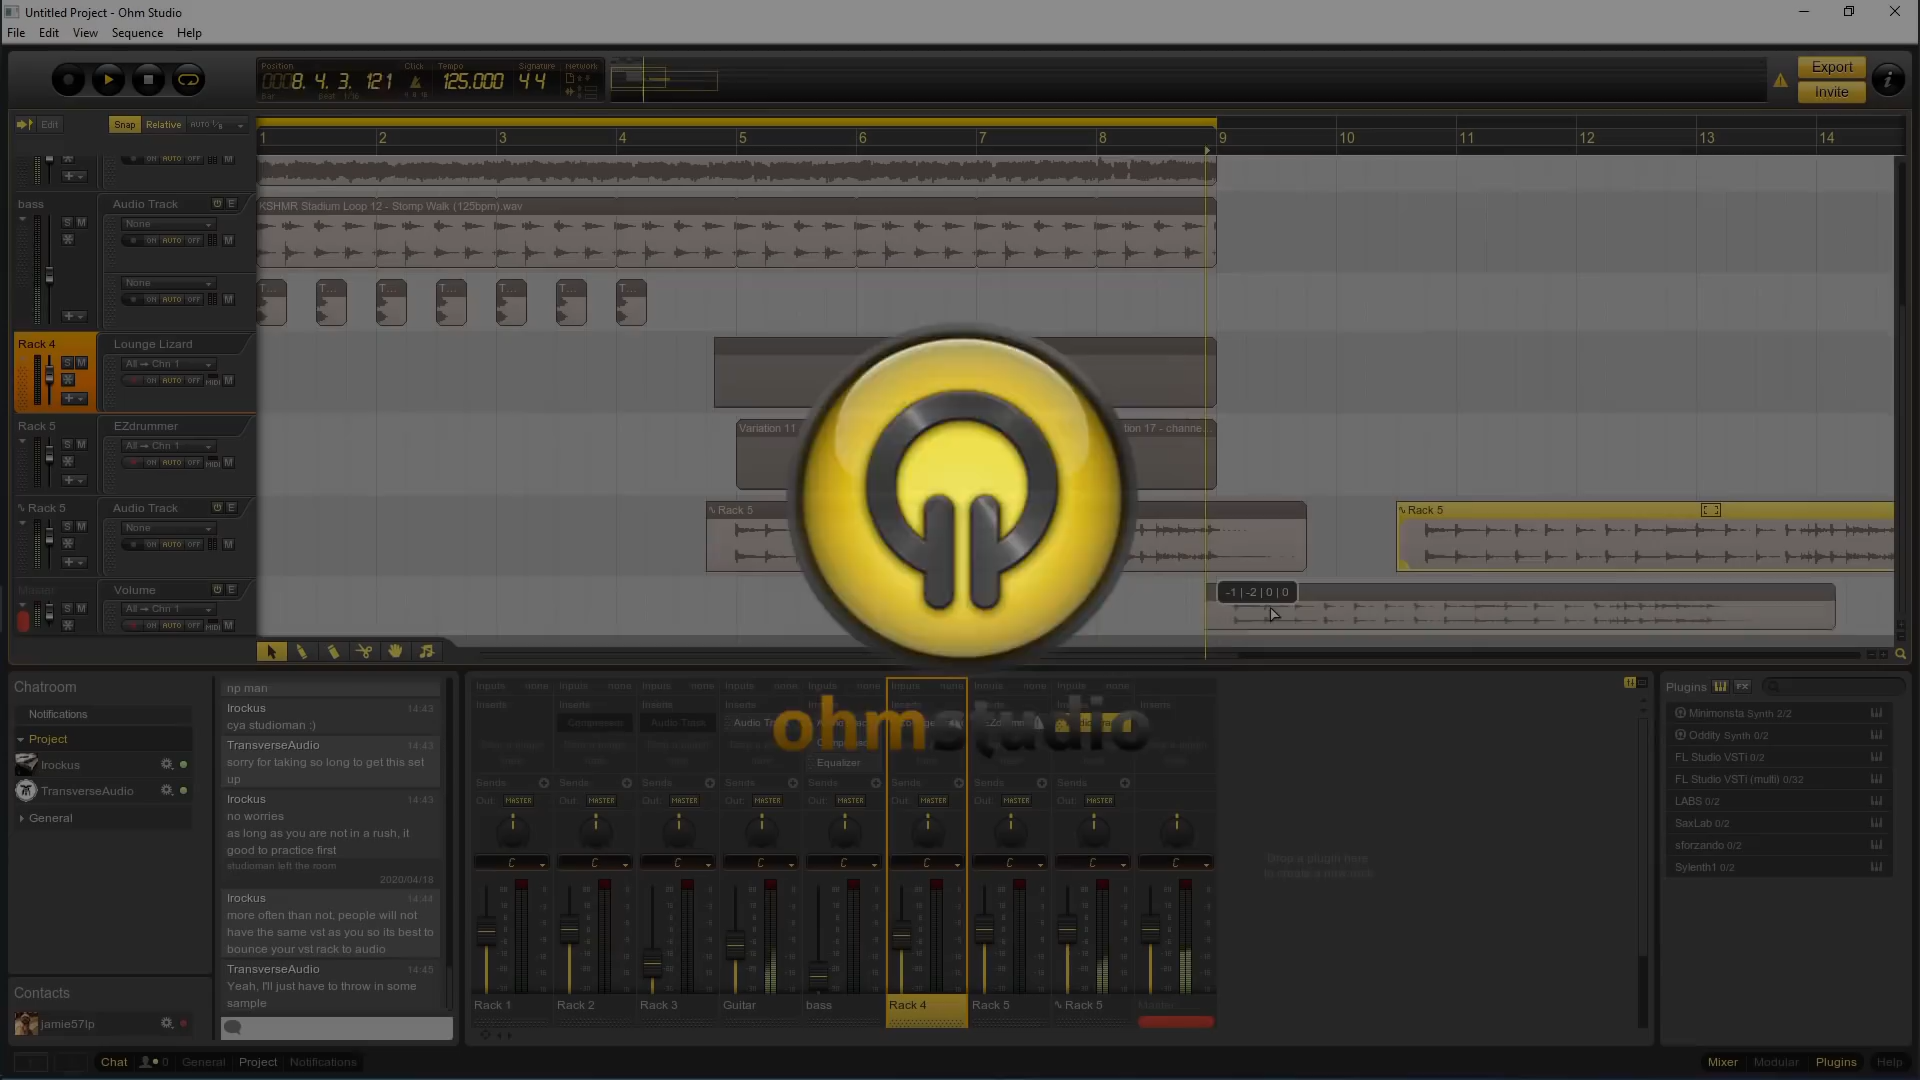 Untitled Project - Ohm Studio
File Edit View Sequence Help
Position Click Tempo Signature Network
0008. 4. 3. 121 125.000 4 4
Export
Invite
Edit Snap Relative AUTO 1/8
1 2 3 4 5 6 7 8 9 10 11 12 13 14
ON AUTO OFF M
bass Audio Track E
KSHMR Stadium Loop 12 - Stomp Walk (125bpm).wav
S M None
ON AUTO OFF M
None
ON AUTO OFF M
T... T... T... T... T... T... T...
Rack 4 Lounge Lizard
S M All → Chn 1
ON AUTO OFF MIDI M
Rack 5 EZdrummer
Variation 11
tion 17 - channe...
S M All → Chn 1
ON AUTO OFF MIDI M
Rack 5 Audio Track E
Rack 5
Rack 5
S M None
ON AUTO OFF M
Master Volume E
-1 | -2 | 0 | 0
S M All → Chn 1
ON AUTO OFF MIDI M
Chatroom
Notifications
Project
Irockus
TransverseAudio
General
Contacts
jamie57lp
np man
Irockus 14:43
cya studioman ;)
TransverseAudio 14:43
sorry for taking so long to get this set
up
Irockus 14:43
no worries
as long as you are not in a rush, it
good to practice first
studioman left the room
2020/04/18
Irockus 14:44
more often than not, people will not
have the same vst as you so its best to
bounce your vst rack to audio
TransverseAudio 14:45
Yeah, I'll just have to throw in some
sample
ohmstudio
Inputs none Inputs none Inputs none Inputs none Inputs none Inputs none Inputs none Inputs none Inputs
Inserts Inserts Inserts Inserts Inserts Inserts Inserts
Compressor Audio Track
Equalizer
Sends Sends Sends Sends Sends Sends Sends Sends
Out: MASTER Out: MASTER Out: MASTER Out: MASTER Out: MASTER Out: MASTER Out: MASTER Out: MASTER
C C C C C C C C C
Rack 1 Rack 2 Rack 3 Guitar bass Rack 4 Rack 5 Rack 5 Master
Drop a plugin here
to create a new rack
Plugins FX
Minimonsta Synth 2/2
Oddity Synth 0/2
FL Studio VSTi 0/2
FL Studio VSTi (multi) 0/32
LABS 0/2
SaxLab 0/2
sforzando 0/2
Sylenth1 0/2
Chat 0 General Project Notifications
Mixer Modular Plugins Help